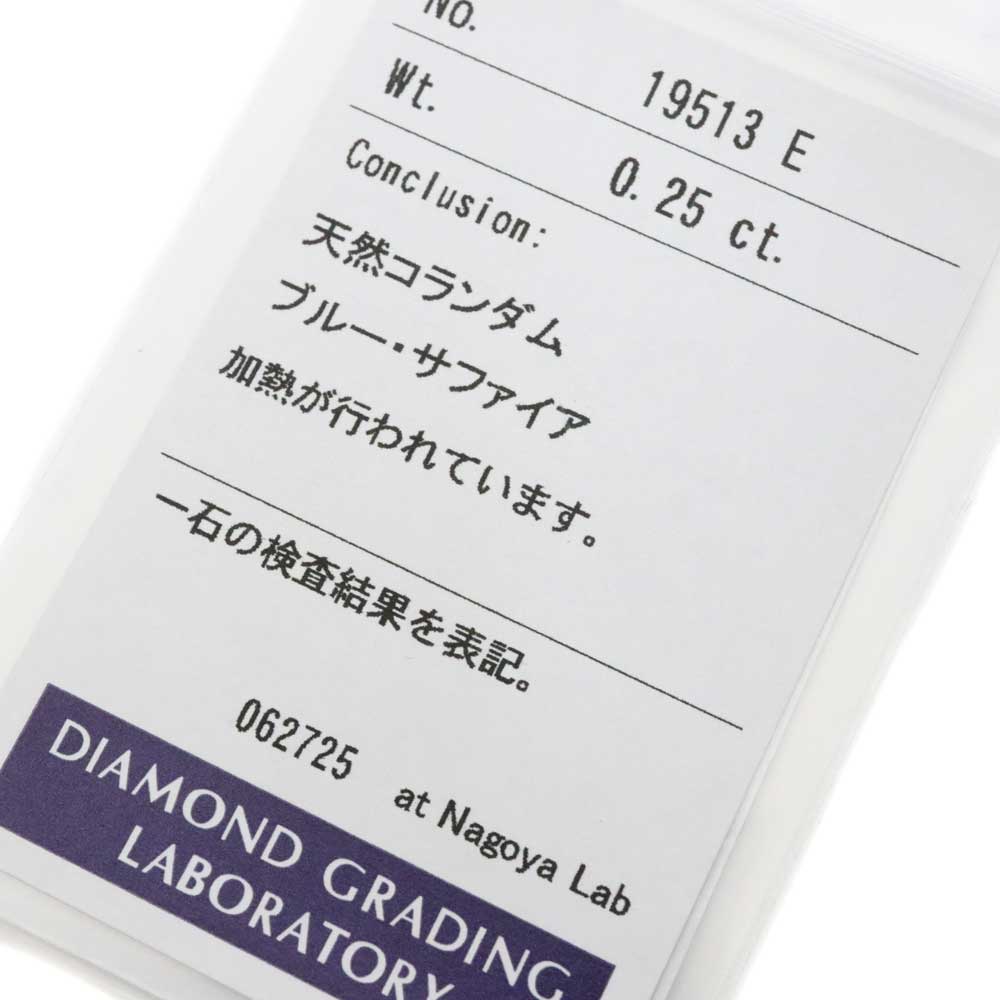 No. 19513 E
Wt. 0.25 ct.
Conclusion:
天然コランダム
ブルー・サファイア
加熱が行われています。
一石の検査結果を表記。
062725 at Nagoya Lab
DIAMOND GRADING
LABORATORY